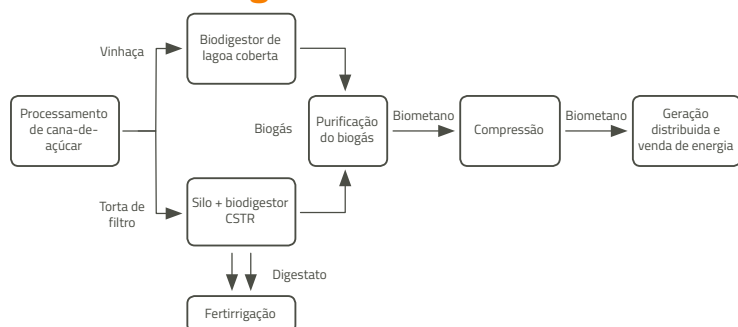 Vinhaça
Biodigestor de
lagoa coberta
Processamento
de cana-de-
açúcar
Biogás
Purificação
do biogás
Biometano
Compressão
Biometano
Geração
distribuida e
venda de energia
Torta de
filtro
Silo + biodigestor
CSTR
Digestato
Fertirrigação